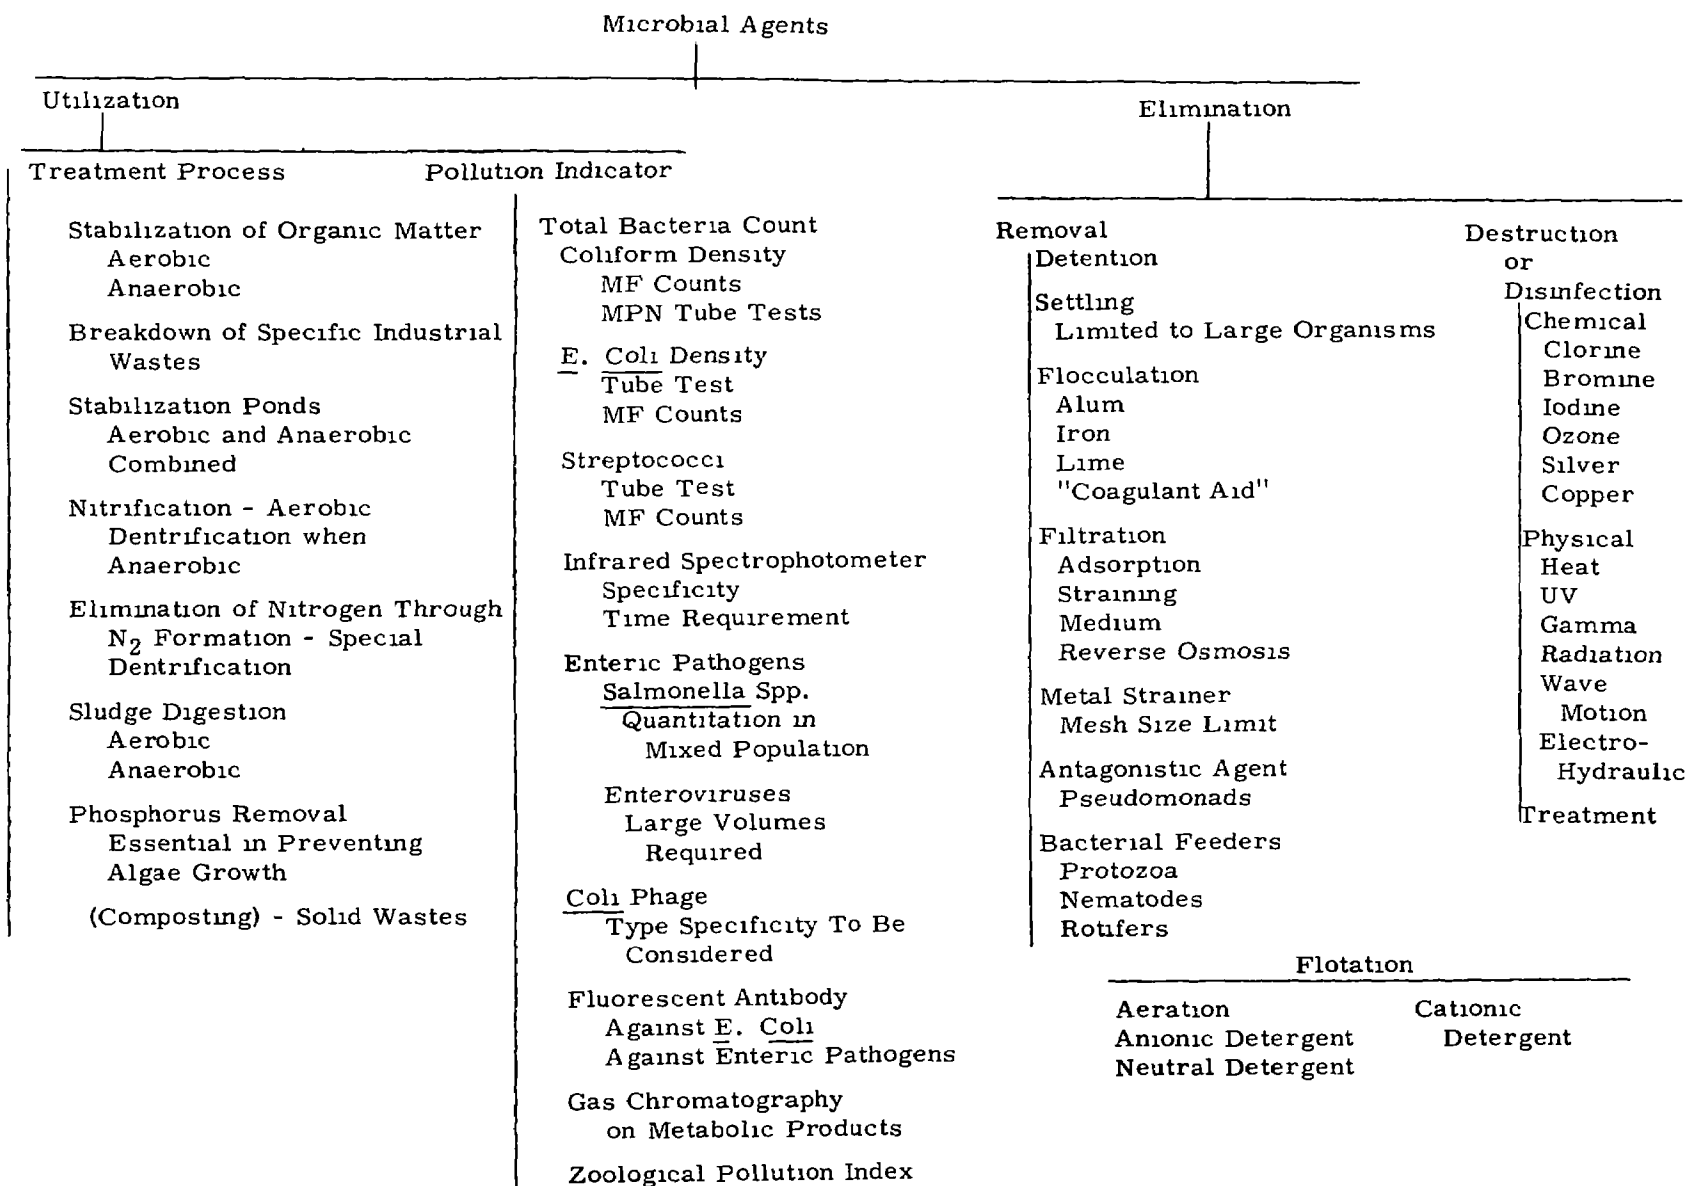 Microbial Agents
Utilization
Elimination
Treatment Process
Pollution Indicator
Stabilization of Organic Matter
Aerobic
Anaerobic
Breakdown of Specific Industrial
Wastes
Stabilization Ponds
Aerobic and Anaerobic
Combined
Nitrification - Aerobic
Dentrification when
Anaerobic
Elimination of Nitrogen Through
N2 Formation - Special
Dentrification
Sludge Digestion
Aerobic
Anaerobic
Phosphorus Removal
Essential in Preventing
Algae Growth
(Composting) - Solid Wastes
Total Bacteria Count
Coliform Density
MF Counts
MPN Tube Tests
E. Coli Density
Tube Test
MF Counts
Streptococci
Tube Test
MF Counts
Infrared Spectrophotometer
Specificity
Time Requirement
Enteric Pathogens
Salmonella Spp.
Quantitation in
Mixed Population
Enteroviruses
Large Volumes
Required
Coli Phage
Type Specificity To Be
Considered
Fluorescent Antibody
Against E. Coli
Against Enteric Pathogens
Gas Chromatography
on Metabolic Products
Zoological Pollution Index
Removal
Detention
Settling
Limited to Large Organisms
Flocculation
Alum
Iron
Lime
"Coagulant Aid"
Filtration
Adsorption
Straining
Medium
Reverse Osmosis
Metal Strainer
Mesh Size Limit
Antagonistic Agent
Pseudomonads
Bacterial Feeders
Protozoa
Nematodes
Rotifers
Destruction
or
Disinfection
Chemical
Clorine
Bromine
Iodine
Ozone
Silver
Copper
Physical
Heat
UV
Gamma
Radiation
Wave
Motion
Electro-
Hydraulic
Treatment
Flotation
Aeration
Anionic Detergent
Neutral Detergent
Cationic
Detergent